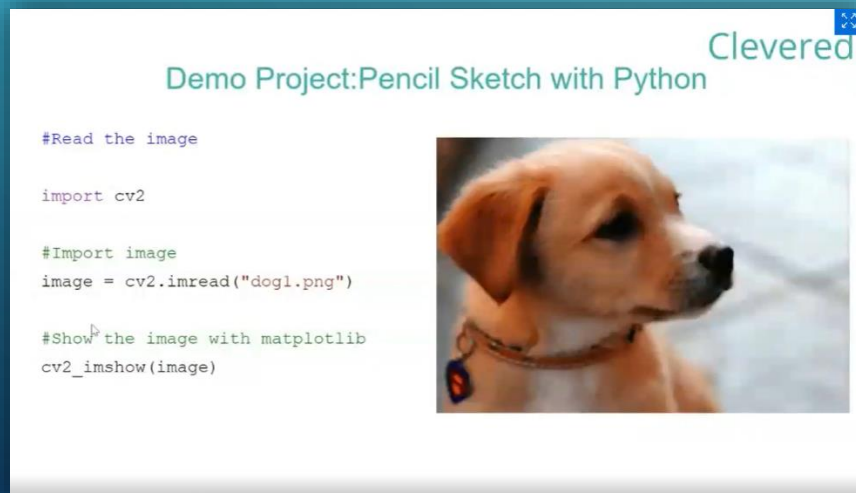 Clevered
Demo Project:Pencil Sketch with Python
#Read the image
import cv2
#Import image
image = cv2.imread("dog1.png")
#Show the image with matplotlib
cv2_imshow(image)